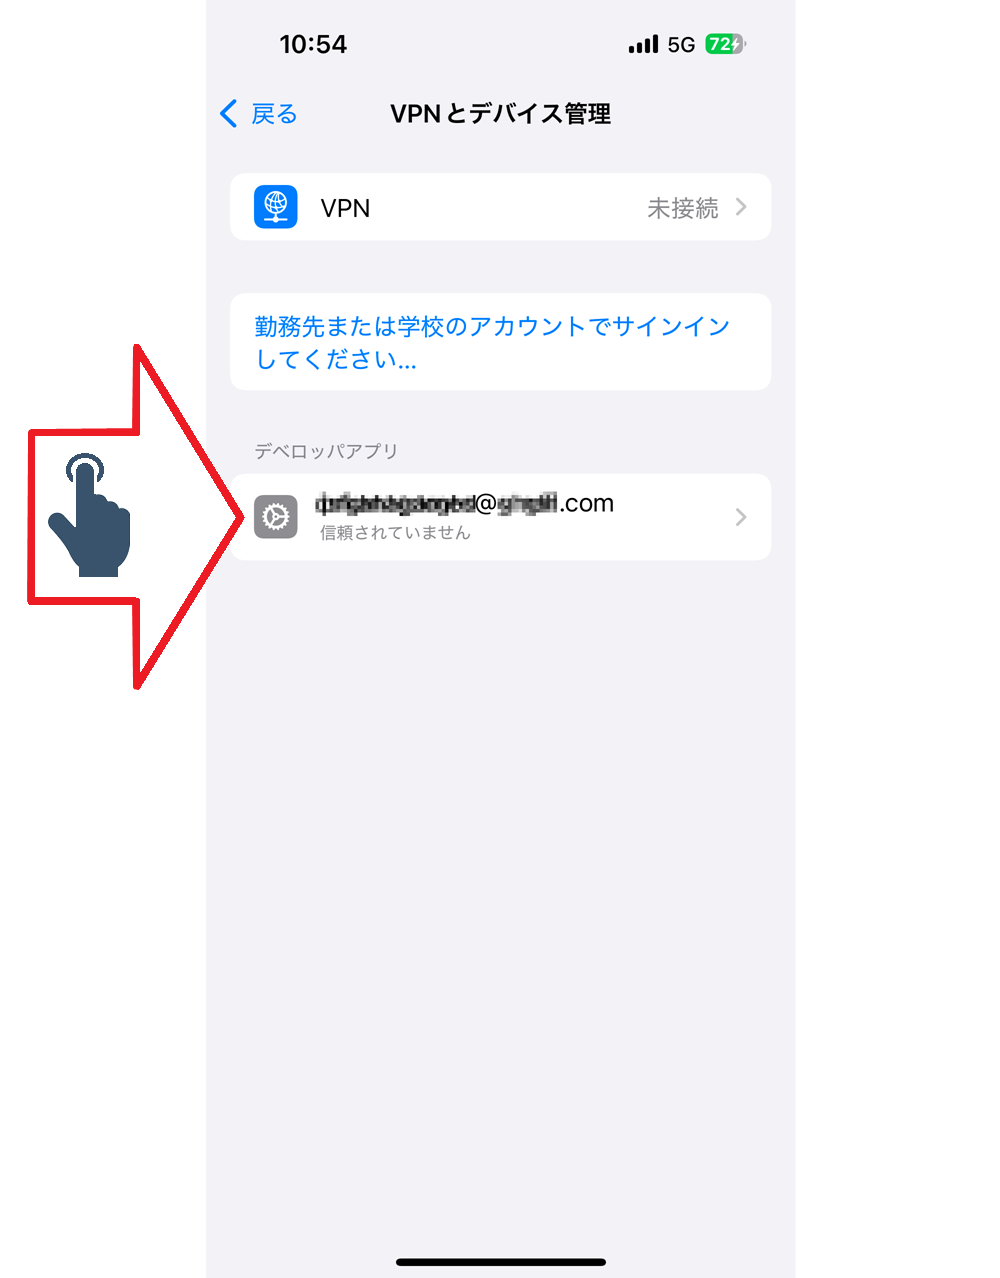 10:54
5G 72
戻る
VPNとデバイス管理
VPN 未接続
勤務先または学校のアカウントでサインイン
してください...
デベロッパアプリ
@ .com
信頼されていません